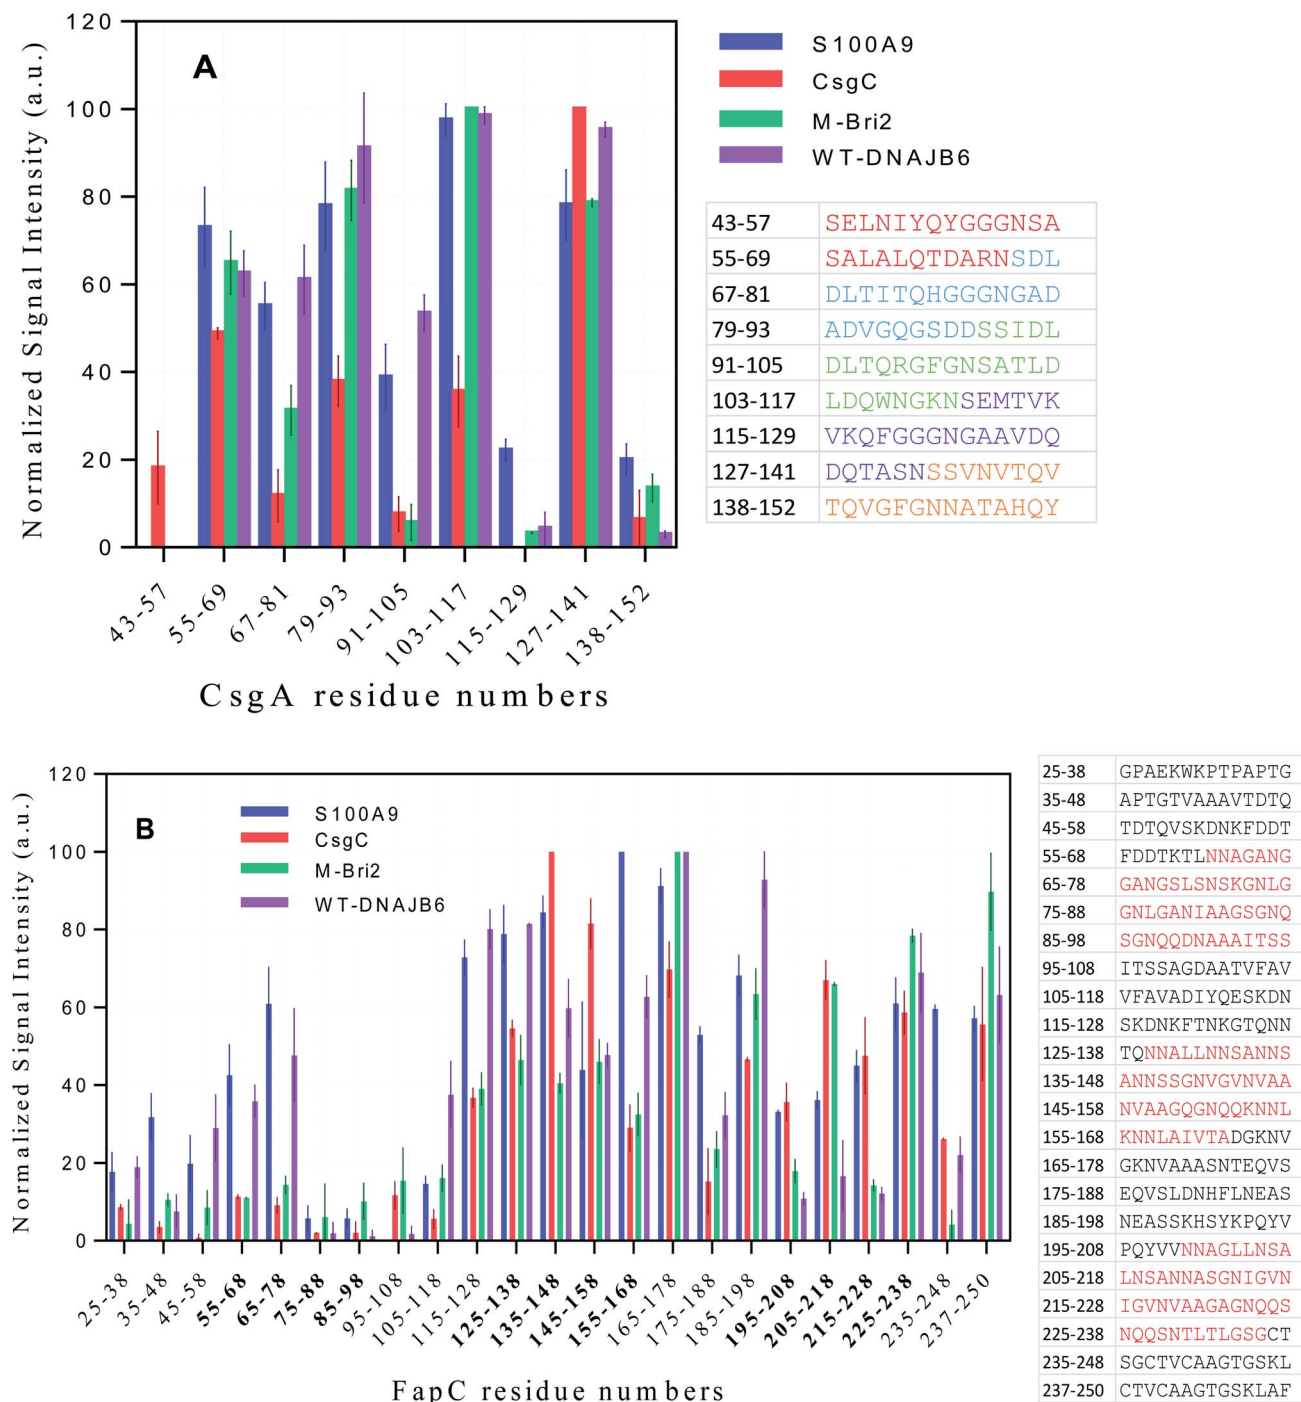 A
120
100
80
60
40
20
0
Normalized Signal Intensity (a.u.)
43-57
55-69
67-81
79-93
91-105
103-117
115-129
127-141
138-152
CsgA residue numbers
S100A9
CsgC
M-Bri2
WT-DNAJB6
43-57 SELNIYQYGGGNSA
55-69 SALALQTDARNSDL
67-81 DLTITQHGGGNGAD
79-93 ADVGQGSDDSSIDL
91-105 DLTQRGFGNSATLD
103-117 LDQWNGKNSEMTVK
115-129 VKQFGGGNGAAVDQ
127-141 DQTASNSSVNVTQV
138-152 TQVGFGNNATAHQY
B
120
100
80
60
40
20
0
Normalized Signal Intensity (a.u.)
S100A9
CsgC
M-Bri2
WT-DNAJB6
25-38
35-48
45-58
55-68
65-78
75-88
85-98
95-108
105-118
115-128
125-138
135-148
145-158
155-168
165-178
175-188
185-198
195-208
205-218
215-228
225-238
235-248
237-250
FapC residue numbers
25-38 GPAEKWKPTPAPTG
35-48 APTGTVAAAVTDTQ
45-58 TDTQVSKDNKFDDT
55-68 FDDTKTLNNAGANG
65-78 GANGSLSNSKGNLG
75-88 GNLGANIAAGSGNQ
85-98 SGNQQDNAAAITSS
95-108 ITSSAGDAATVFAV
105-118 VFAVADIYQESKDN
115-128 SKDNKFTNKGTQNN
125-138 TQNNALLNNSANNS
135-148 ANNSSGNVGVNVAA
145-158 NVAAGQGNQQKNNL
155-168 KNNLAIVTADGKNV
165-178 GKNVAAASNTEQVS
175-188 EQVSLDNHFLNEAS
185-198 NEASSKHSYKPQYV
195-208 PQYVVNNAGLLNSA
205-218 LNSANNASGNIGVN
215-228 IGVNVAAGAGNQQS
225-238 NQQSNTLTLGSGCT
235-248 SGCTVCAAGTGSKL
237-250 CTVCAAGTGSKLAF